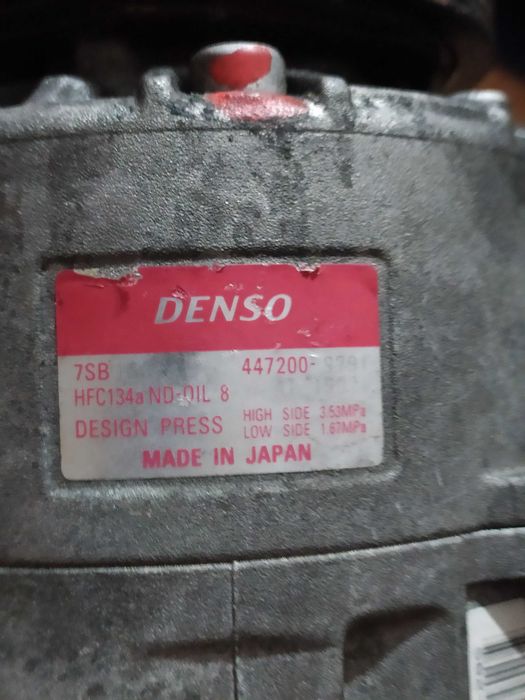 DENSO
7SB 447200-
HFC134a ND-OIL 8
DESIGN PRESS HIGH SIDE 3.53MPa
LOW SIDE 1.67MPa
MADE IN JAPAN